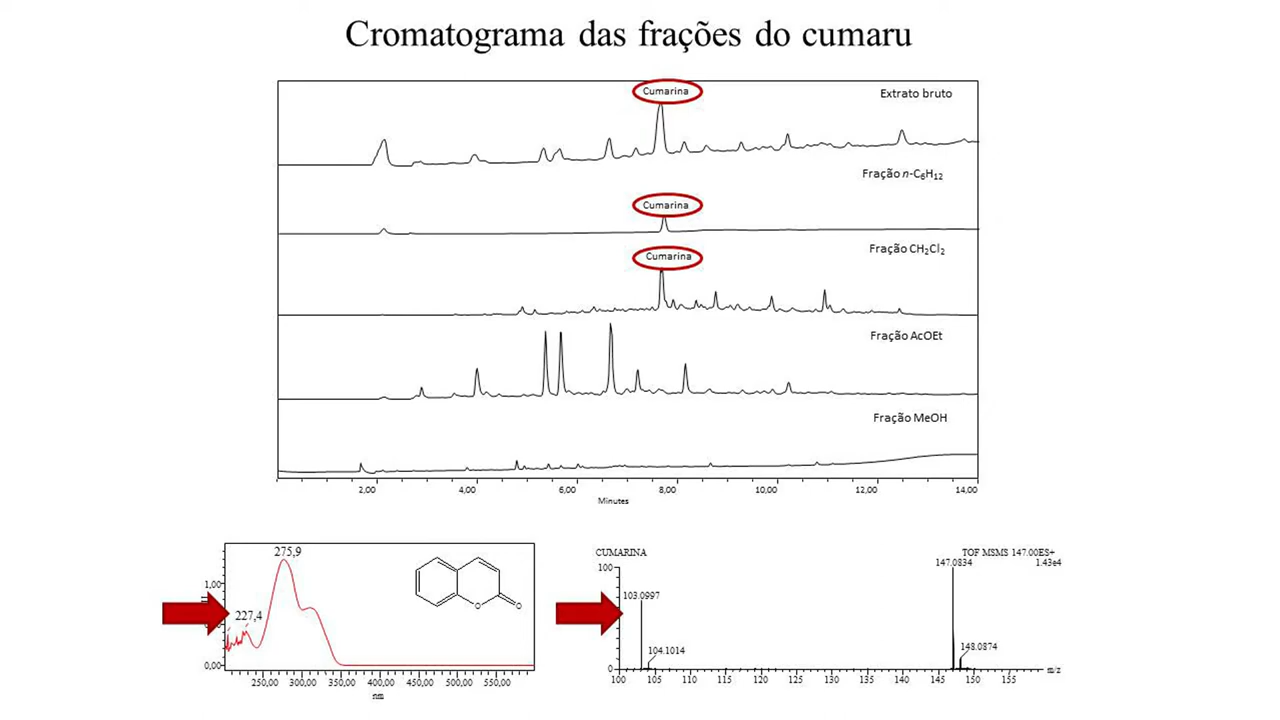 Cromatograma das frações do cumaru
Cumarina
Extrato bruto
Fração n-C6H12
Cumarina
Fração CH2Cl2
Cumarina
Fração AcOEt
Fração MeOH
2,00 4,00 6,00 8,00 10,00 12,00 14,00
Minutes
275,9
1,00
227,4
0,00
O O
250,00 300,00 350,00 400,00 450,00 500,00 550,00
nm
CUMARINA TOF MSMS 147.00ES+
100 147.0834 1.43e4
103.0997
104.1014
148.0874
0
100 105 110 115 120 125 130 135 140 145 150 155 m/z